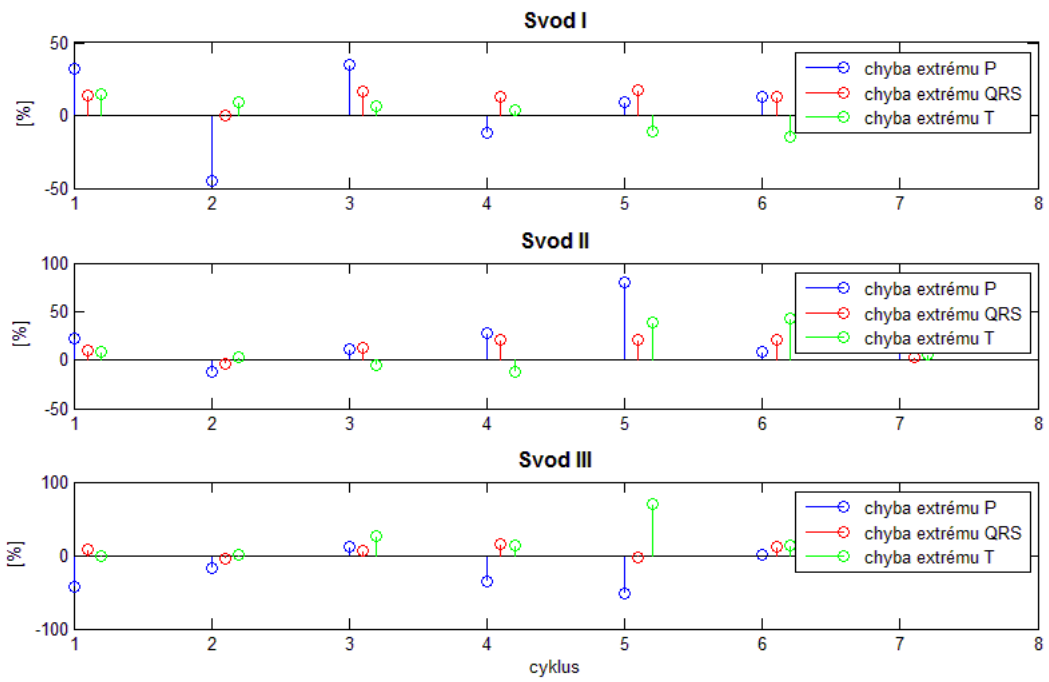 Svod I
50
0
-50
[%]
chyba extrému P
chyba extrému QRS
chyba extrému T
1 2 3 4 5 6 7 8
Svod II
100
50
0
-50
[%]
chyba extrému P
chyba extrému QRS
chyba extrému T
1 2 3 4 5 6 7 8
Svod III
100
0
-100
[%]
chyba extrému P
chyba extrému QRS
chyba extrému T
1 2 3 4 5 6 7 8
cyklus